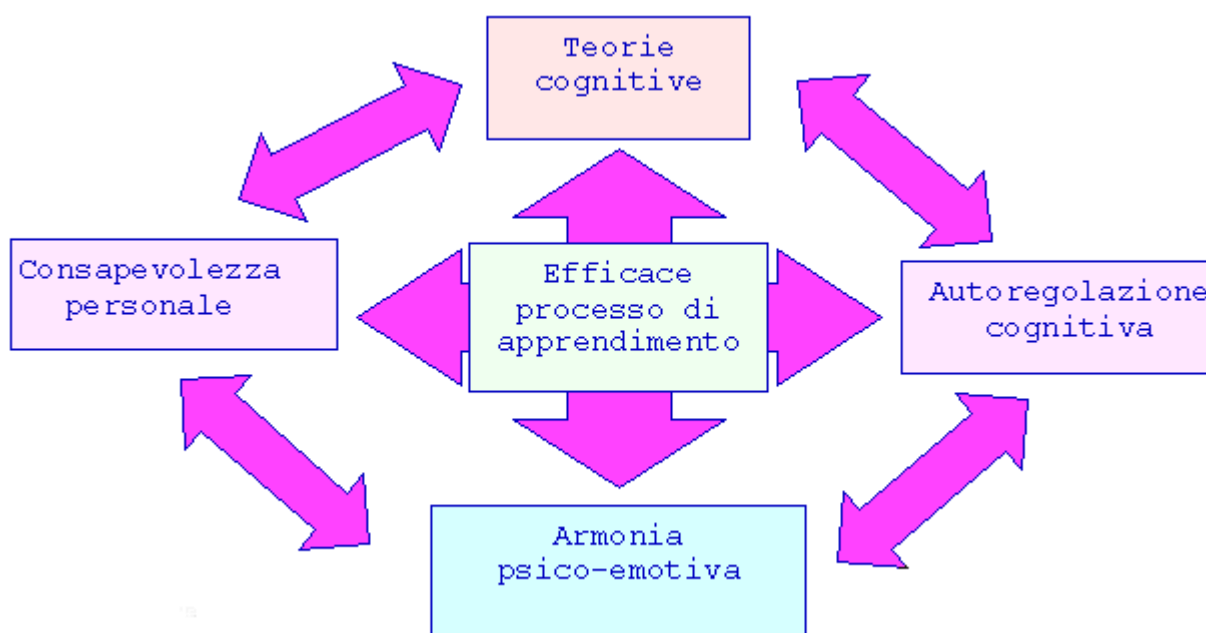 Teorie
cognitive
Consapevolezza
personale
Efficace
processo di
apprendimento
Autoregolazione
cognitiva
Armonia
psico-emotiva